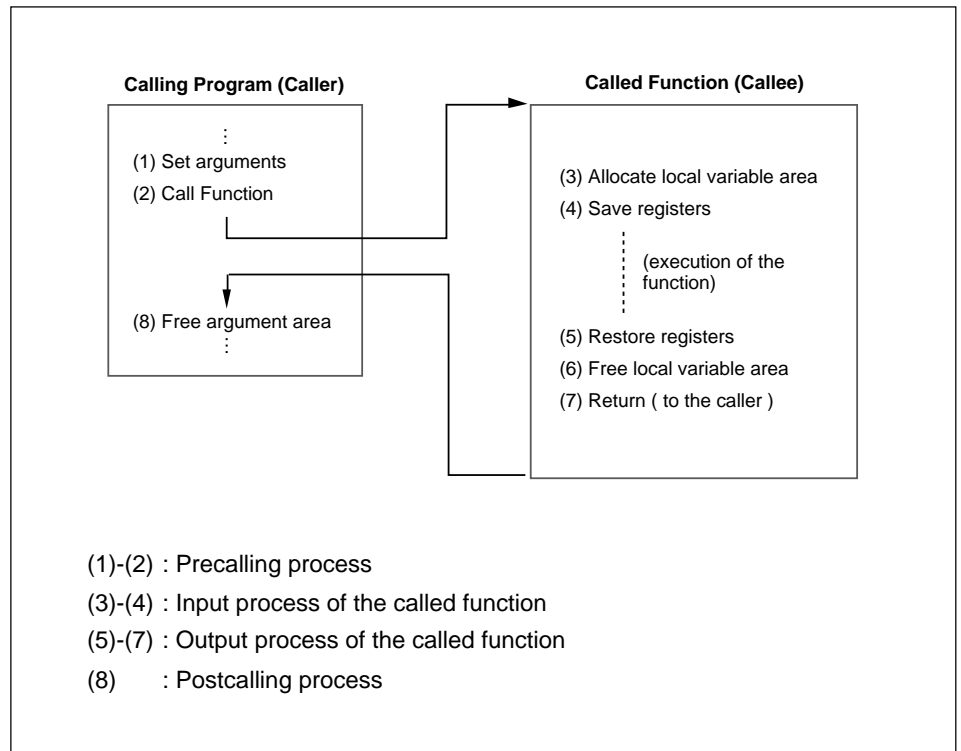 Calling Program (Caller)
⋮
(1) Set arguments
(2) Call Function
(8) Free argument area
⋮
Called Function (Callee)
(3) Allocate local variable area
(4) Save registers
(execution of the
function)
(5) Restore registers
(6) Free local variable area
(7) Return ( to the caller )
(1)-(2) : Precalling process
(3)-(4) : Input process of the called function
(5)-(7) : Output process of the called function
(8) : Postcalling process